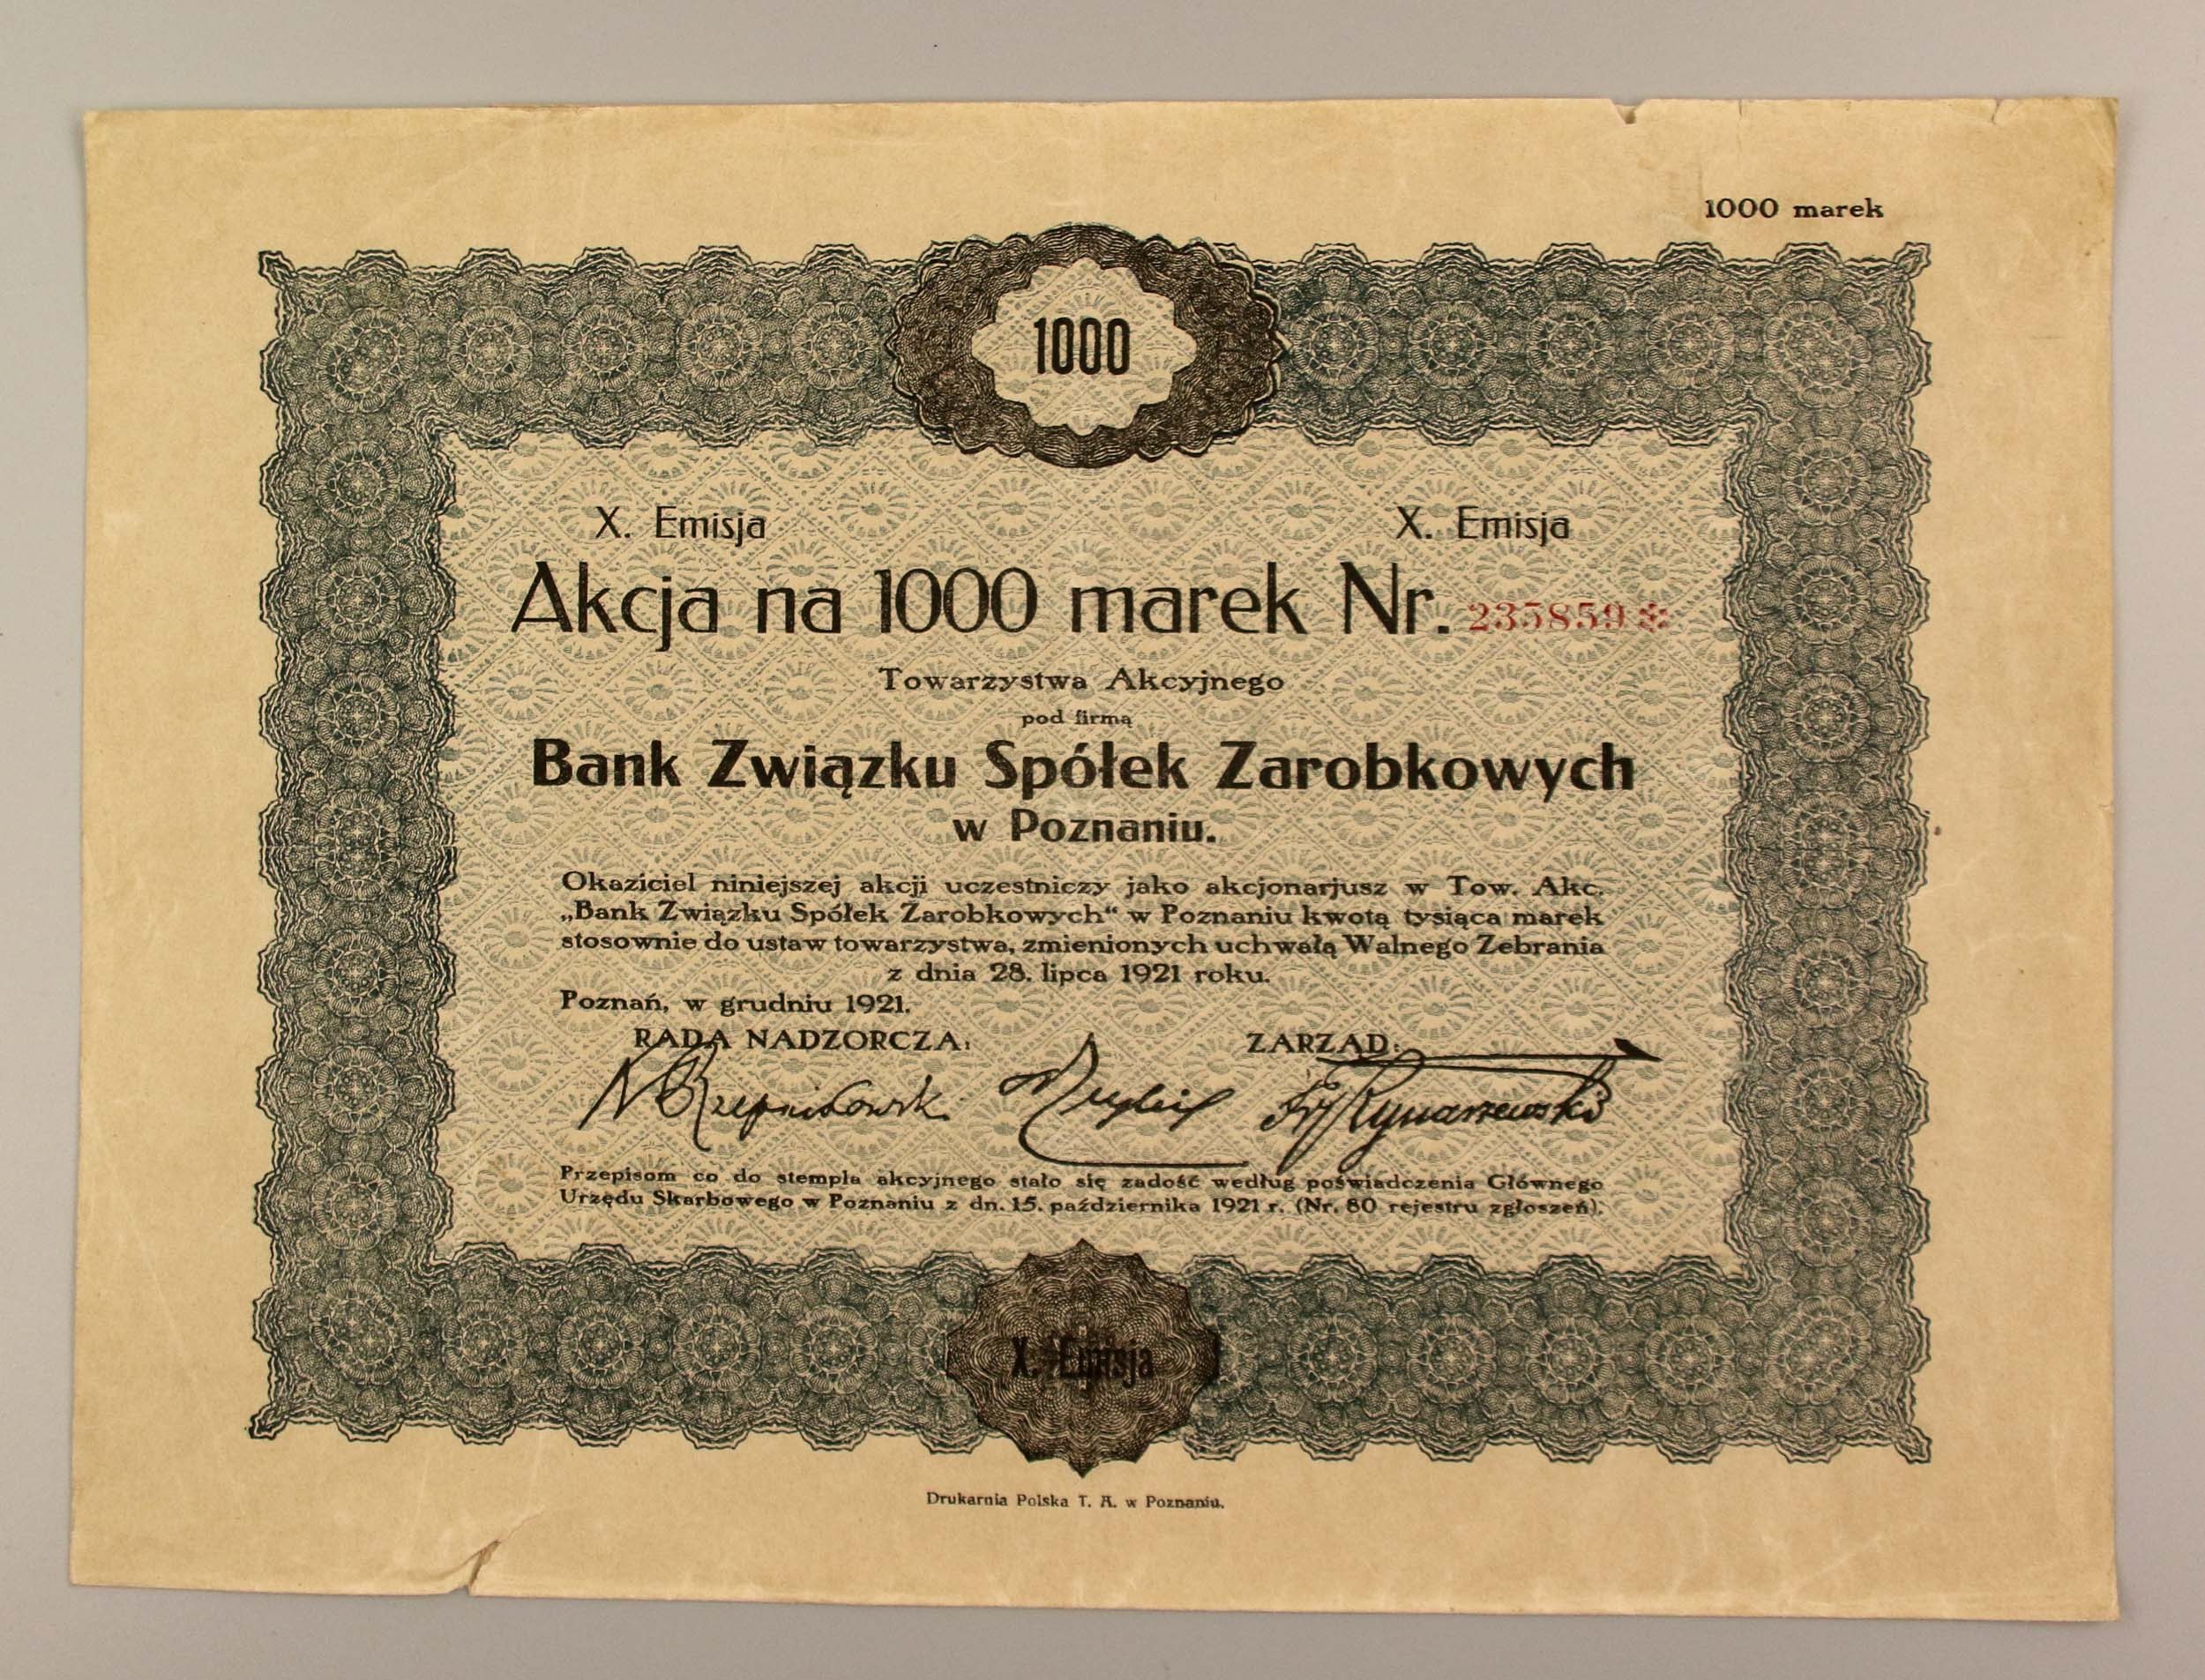 1000 marek
1000
X. Emisja X. Emisja
Akcja na 1000 marek Nr. 235859 *
Towarzystwa Akcyjnego
pod firmą
Bank Związku Spółek Zarobkowych
w Poznaniu.
Okaziciel niniejszej akcji uczestniczy jako akcjonarjusz w Tow. Akc.
„Bank Związku Spółek Zarobkowych“ w Poznaniu kwotą tysiąca marek
stosownie do ustaw towarzystwa, zmienionych uchwałą Walnego Zebrania
z dnia 28. lipca 1921 roku.
Poznań, w grudniu 1921.
RADA NADZORCZA: ZARZĄD:
Przepisom co do stempla akcyjnego stało się zadość według poświadczenia Głównego
Urzędu Skarbowego w Poznaniu z dn. 15. października 1921 r. (Nr. 80 rejestru zgłoszeń).
X. Emisja
Drukarnia Polska T. A. w Poznaniu.